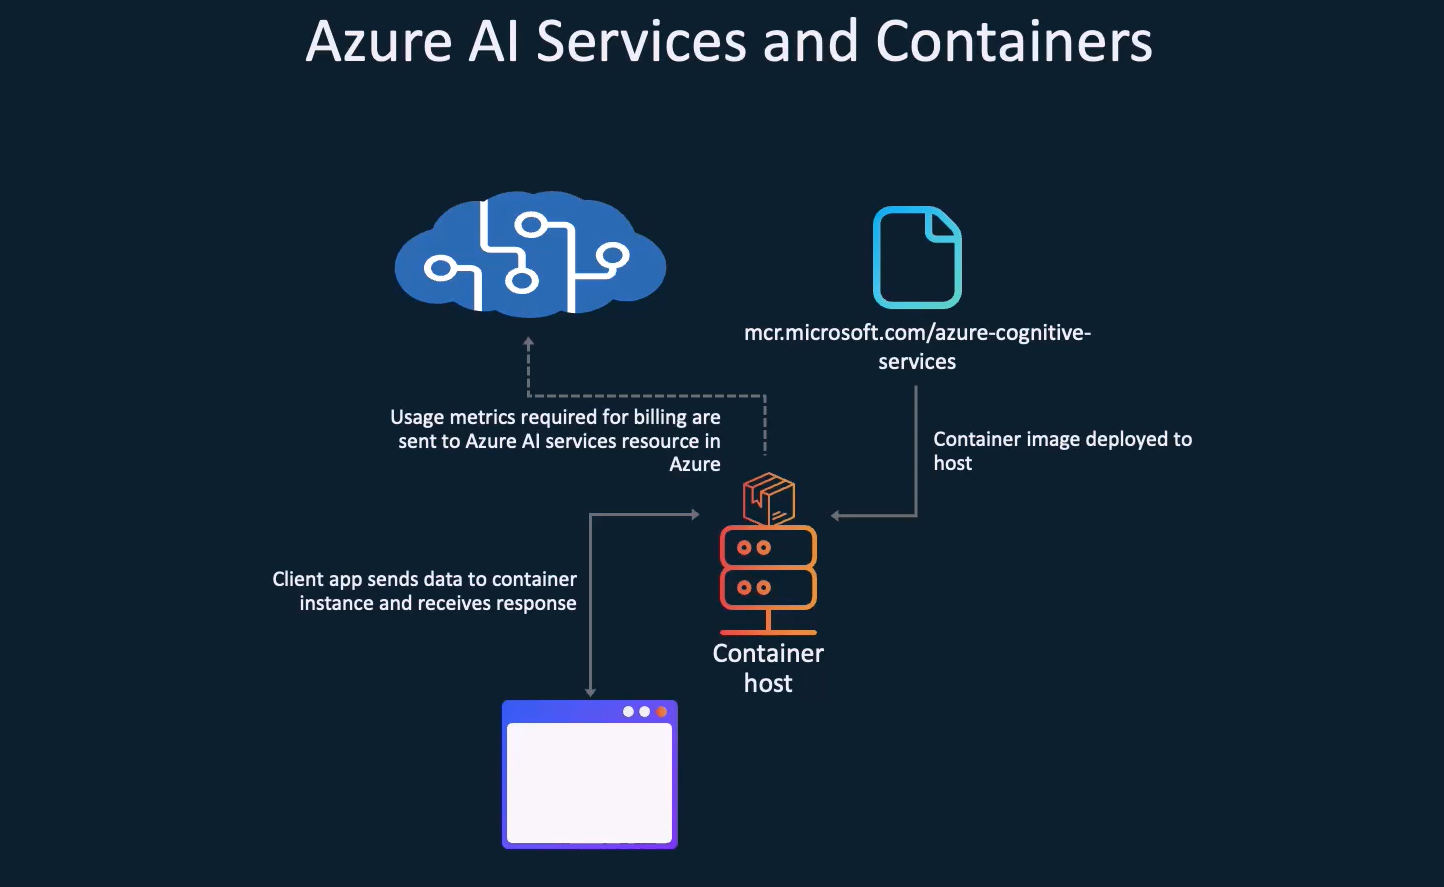 Azure AI Services and Containers
mcr.microsoft.com/azure-cognitive-
services
Usage metrics required for billing are
sent to Azure AI services resource in
Azure
Container image deployed to
host
Client app sends data to container
instance and receives response
Container
host